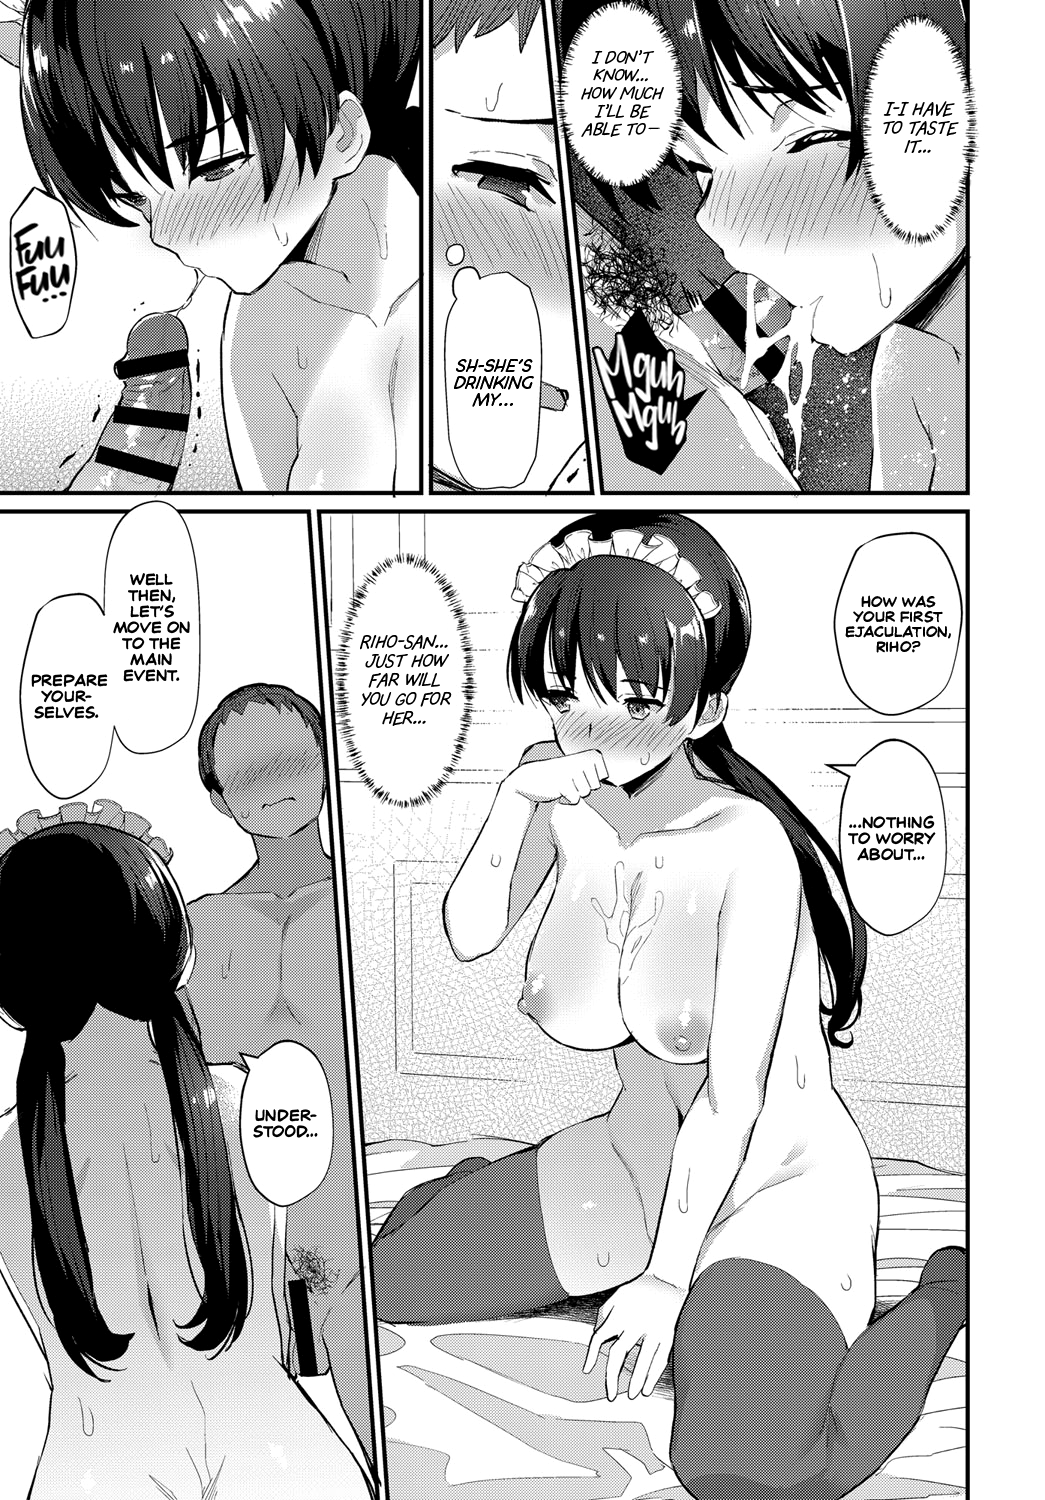 I-I HAVE
TO TASTE
IT...
I DON'T
KNOW...
HOW MUCH
I'LL BE
ABLE TO—
Mguh
Mguh
SH-SHE'S
DRINKING
MY...
Fuu
Fuu...
HOW WAS
YOUR FIRST
EJACULATION,
RIHO?
...NOTHING
TO WORRY
ABOUT...
RIHO-SAN...
JUST HOW
FAR WILL
YOU GO FOR
HER...
WELL
THEN,
LET'S
MOVE ON
TO THE
MAIN
EVENT.
PREPARE
YOUR-
SELVES.
UNDER-
STOOD...